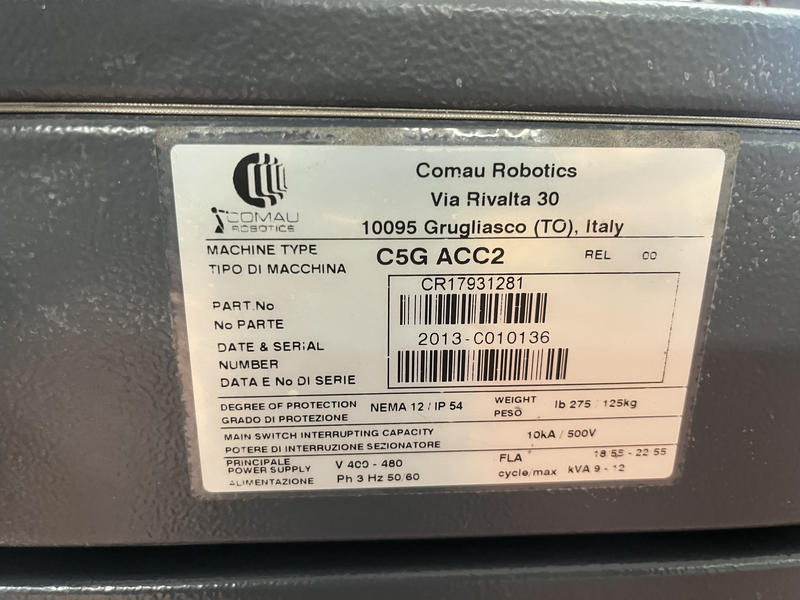 COMAU
ROBOTICS
Comau Robotics
Via Rivalta 30
10095 Grugliasco (TO), Italy
MACHINE TYPE
TIPO DI MACCHINA
C5G ACC2
REL 00
PART.No
No PARTE
CR17931281
DATE & SERIAL
NUMBER
DATA E No DI SERIE
2013-C010136
DEGREE OF PROTECTION
GRADO DI PROTEZIONE
NEMA 12 / IP 54
WEIGHT
PESO
lb 275 / 125kg
MAIN SWITCH INTERRUPTING CAPACITY
POTERE DI INTERRUZIONE SEZIONATORE
10kA / 500V
PRINCIPALE
POWER SUPPLY
ALIMENTAZIONE
V 400 - 480
Ph 3 Hz 50/60
FLA
18.55 - 22.55
cycle/max kVA 9 - 12